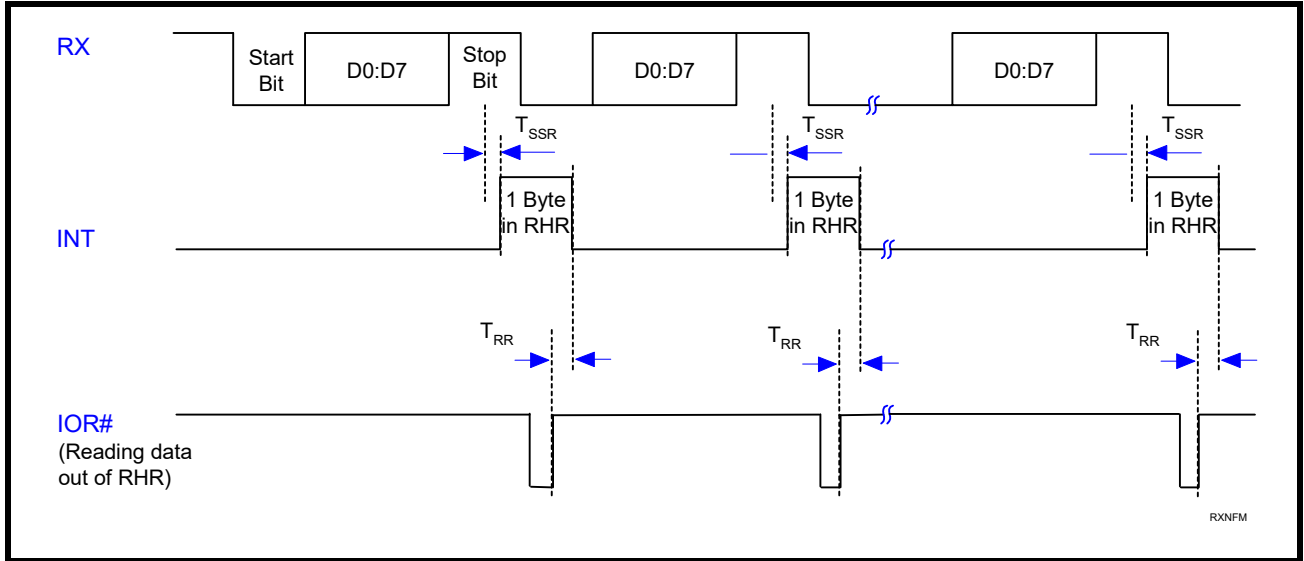 RX
Start
Bit
D0:D7
Stop
Bit
D0:D7
D0:D7
TSSR
TSSR
TSSR
1 Byte
in RHR
1 Byte
in RHR
1 Byte
in RHR
INT
TRR
TRR
TRR
IOR#
(Reading data
out of RHR)
RXNFM